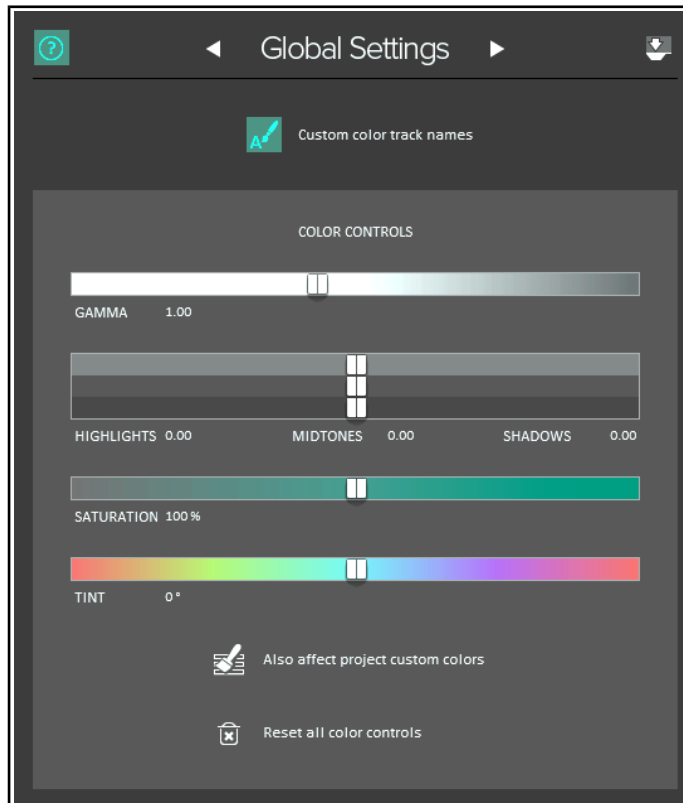 ?
Global Settings
A
Custom color track names
COLOR CONTROLS
GAMMA 1.00
HIGHLIGHTS 0.00 MIDTONES 0.00 SHADOWS 0.00
SATURATION 100 %
TINT 0 °
Also affect project custom colors
Reset all color controls